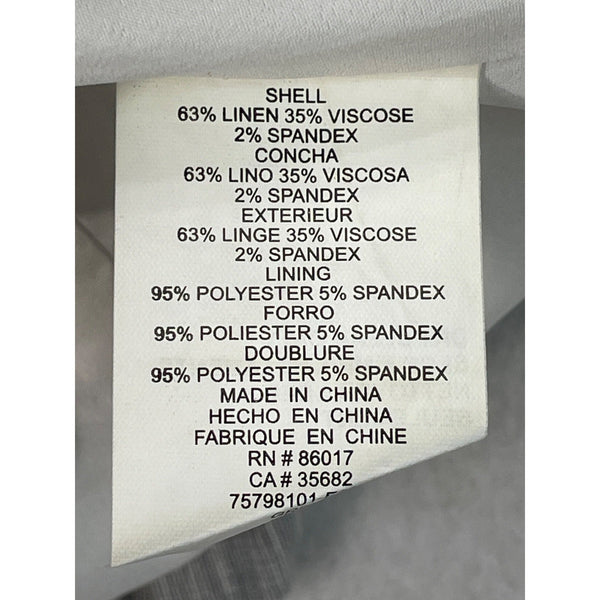 SHELL
63% LINEN 35% VISCOSE
2% SPANDEX
CONCHA
63% LINO 35% VISCOSA
2% SPANDEX
EXTERIEUR
63% LINGE 35% VISCOSE
2% SPANDEX
LINING
95% POLYESTER 5% SPANDEX
FORRO
95% POLIESTER 5% SPANDEX
DOUBLURE
95% POLYESTER 5% SPANDEX
MADE IN CHINA
HECHO EN CHINA
FABRIQUE EN CHINE
RN # 86017
CA # 35682
75798101